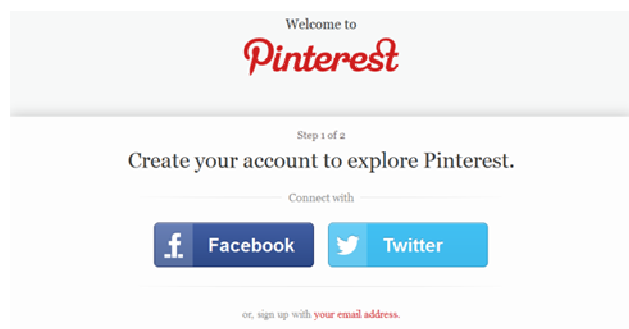 Welcome to
Pinterest
Step 1 of 2
Create your account to explore Pinterest.
Connect with
Facebook Twitter
or, sign up with your email address.